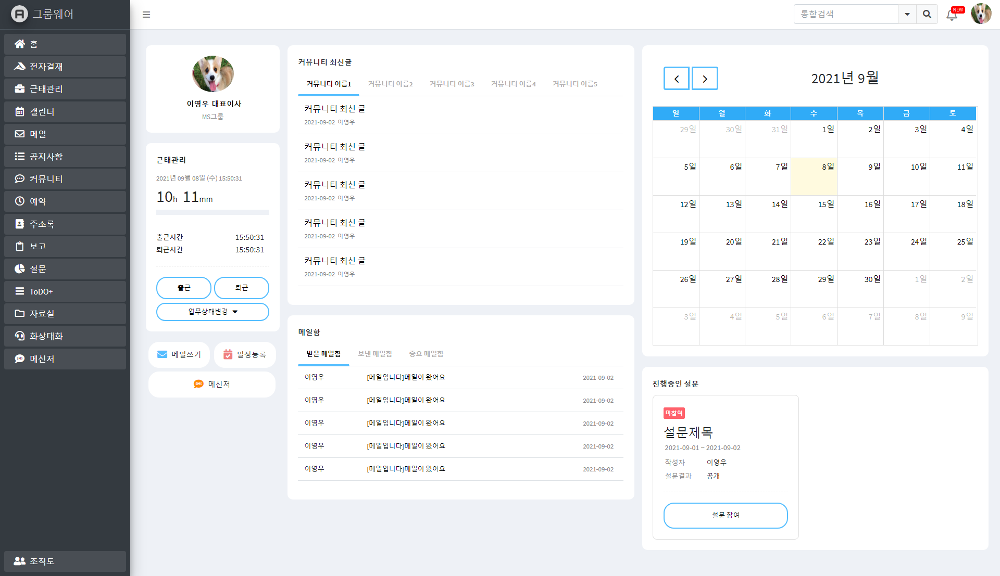 그룹웨어
홈
전자결재
근태관리
캘린더
메일
공지사항
커뮤니티
예약
주소록
보고
설문
ToDO+
자료실
화상대화
메신저
조직도
통합검색
NEW
이영우 대표이사
MS그룹
근태관리
2021년 09월 08일 (수) 15:50:31
10h 11mm
출근시간 15:50:31
퇴근시간 15:50:31
출근 퇴근
업무상태변경
메일쓰기 일정등록
SMS 메신저
커뮤니티 최신글
커뮤니티 이름1 커뮤니티 이름2 커뮤니티 이름3 커뮤니티 이름4 커뮤니티 이름5
커뮤니티 최신 글
2021-09-02 이영우
커뮤니티 최신 글
2021-09-02 이영우
커뮤니티 최신 글
2021-09-02 이영우
커뮤니티 최신 글
2021-09-02 이영우
커뮤니티 최신 글
2021-09-02 이영우
메일함
받은 메일함 보낸 메일함 중요 메일함
이영우 [메일입니다]메일이 왔어요 2021-09-02
이영우 [메일입니다]메일이 왔어요 2021-09-02
이영우 [메일입니다]메일이 왔어요 2021-09-02
이영우 [메일입니다]메일이 왔어요 2021-09-02
이영우 [메일입니다]메일이 왔어요 2021-09-02
2021년 9월
일 월 화 수 목 금 토
29일 30일 31일 1일 2일 3일 4일
5일 6일 7일 8일 9일 10일 11일
12일 13일 14일 15일 16일 17일 18일
19일 20일 21일 22일 23일 24일 25일
26일 27일 28일 29일 30일 1일 2일
3일 4일 5일 6일 7일 8일 9일
진행중인 설문
미참여
설문제목
2021-09-01 ~ 2021-09-02
작성자 이영우
설문결과 공개
설문 참여